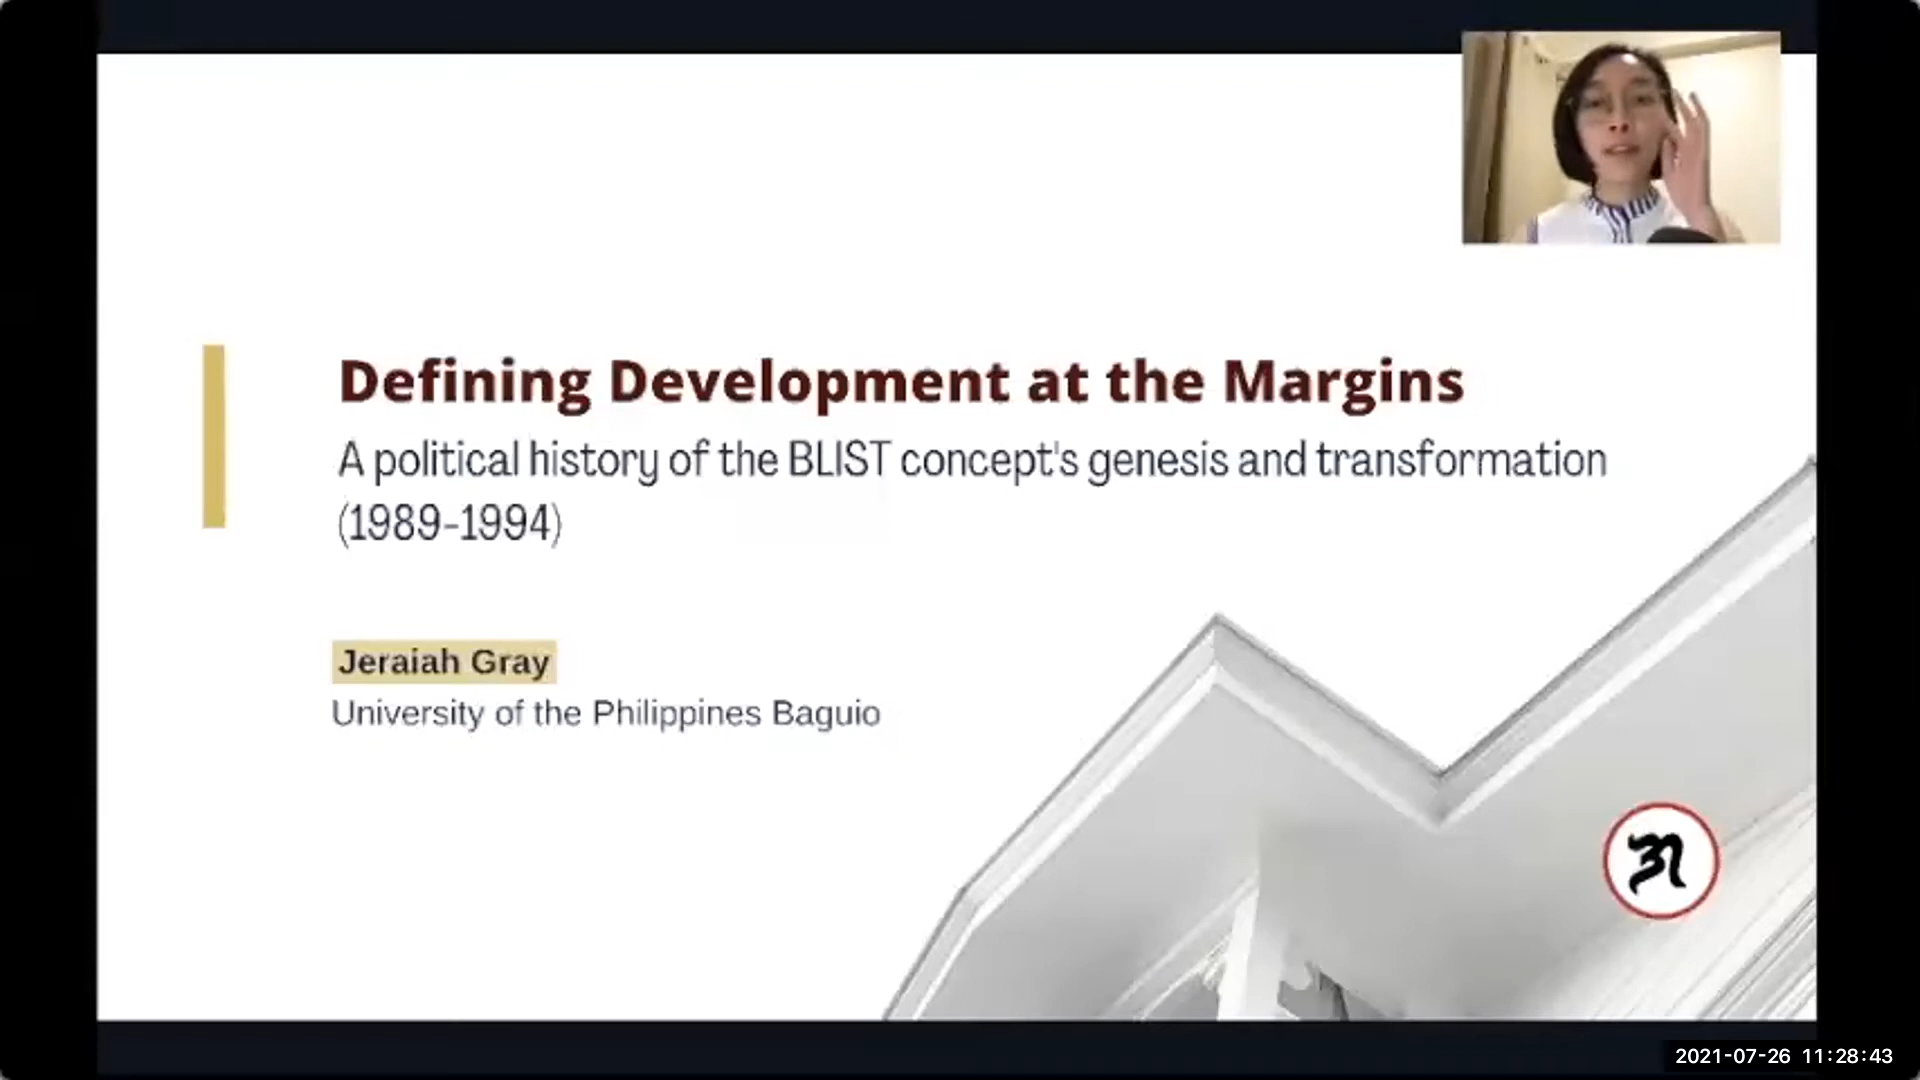 Defining Development at the Margins
A political history of the BLIST concept's genesis and transformation
(1989-1994)
Jeraiah Gray
University of the Philippines Baguio
2021-07-26 11:28:43